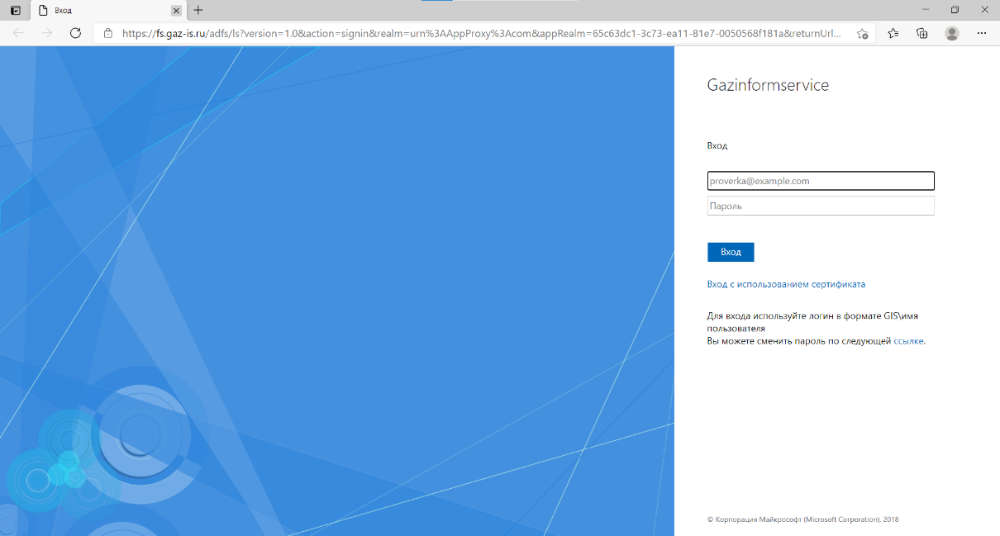 Вход
https://fs.gaz-is.ru/adfs/ls?version=1.0&action=signin&realm=urn%3AAppProxy%3Acom&appRealm=65c63dc1-3c73-ea11-81e7-0050568f181a&returnUrl...
Gazinformservice
Вход
proverka@example.com
Пароль
Вход
Вход с использованием сертификата
Для входа используйте логин в формате GIS\имя
пользователя
Вы можете сменить пароль по следующей ссылке.
© Корпорация Майкрософт (Microsoft Corporation), 2018